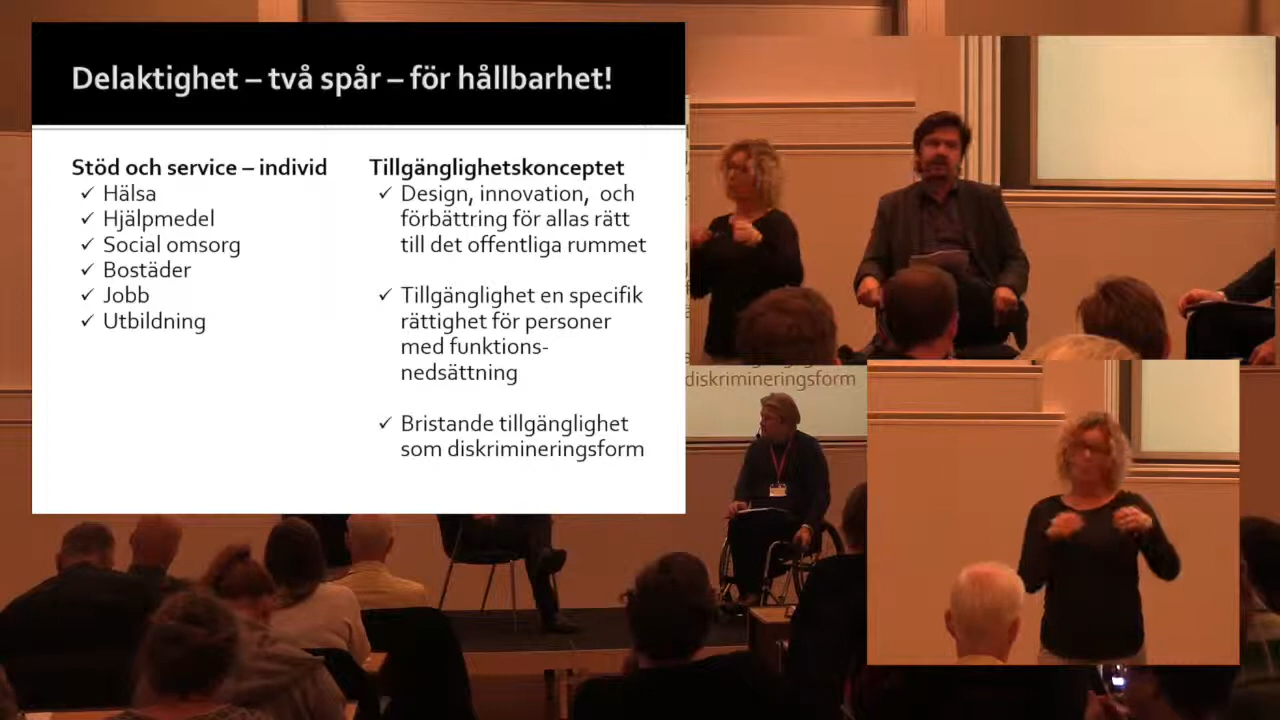 Delaktighet – två spår – för hållbarhet!
Stöd och service – individ
✓ Hälsa
✓ Hjälpmedel
✓ Social omsorg
✓ Bostäder
✓ Jobb
✓ Utbildning
Tillgänglighetskonceptet
✓ Design, innovation, och
förbättring för allas rätt
till det offentliga rummet
✓ Tillgänglighet en specifik
rättighet för personer
med funktions-
nedsättning
✓ Bristande tillgänglighet
som diskrimineringsform
diskrimineringsform